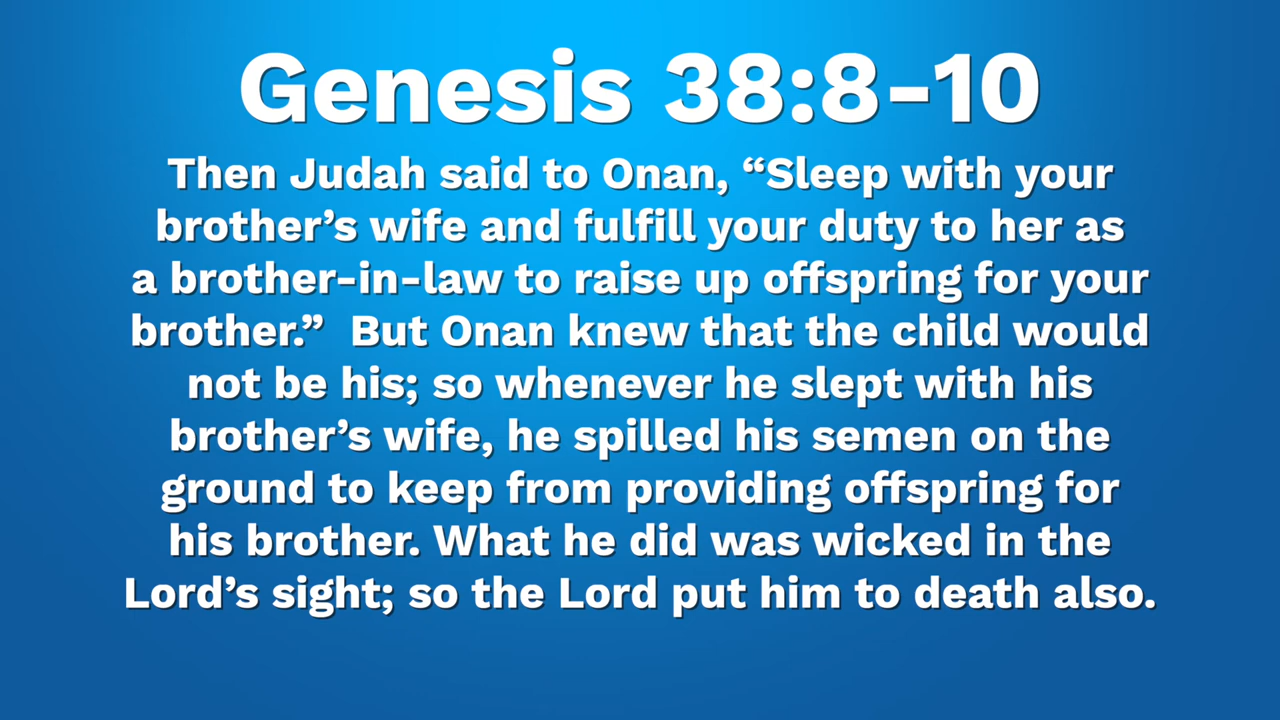 Genesis 38:8-10
Then Judah said to Onan, “Sleep with your
brother’s wife and fulfill your duty to her as
a brother-in-law to raise up offspring for your
brother.”  But Onan knew that the child would
not be his; so whenever he slept with his
brother’s wife, he spilled his semen on the
ground to keep from providing offspring for
his brother. What he did was wicked in the
Lord’s sight; so the Lord put him to death also.